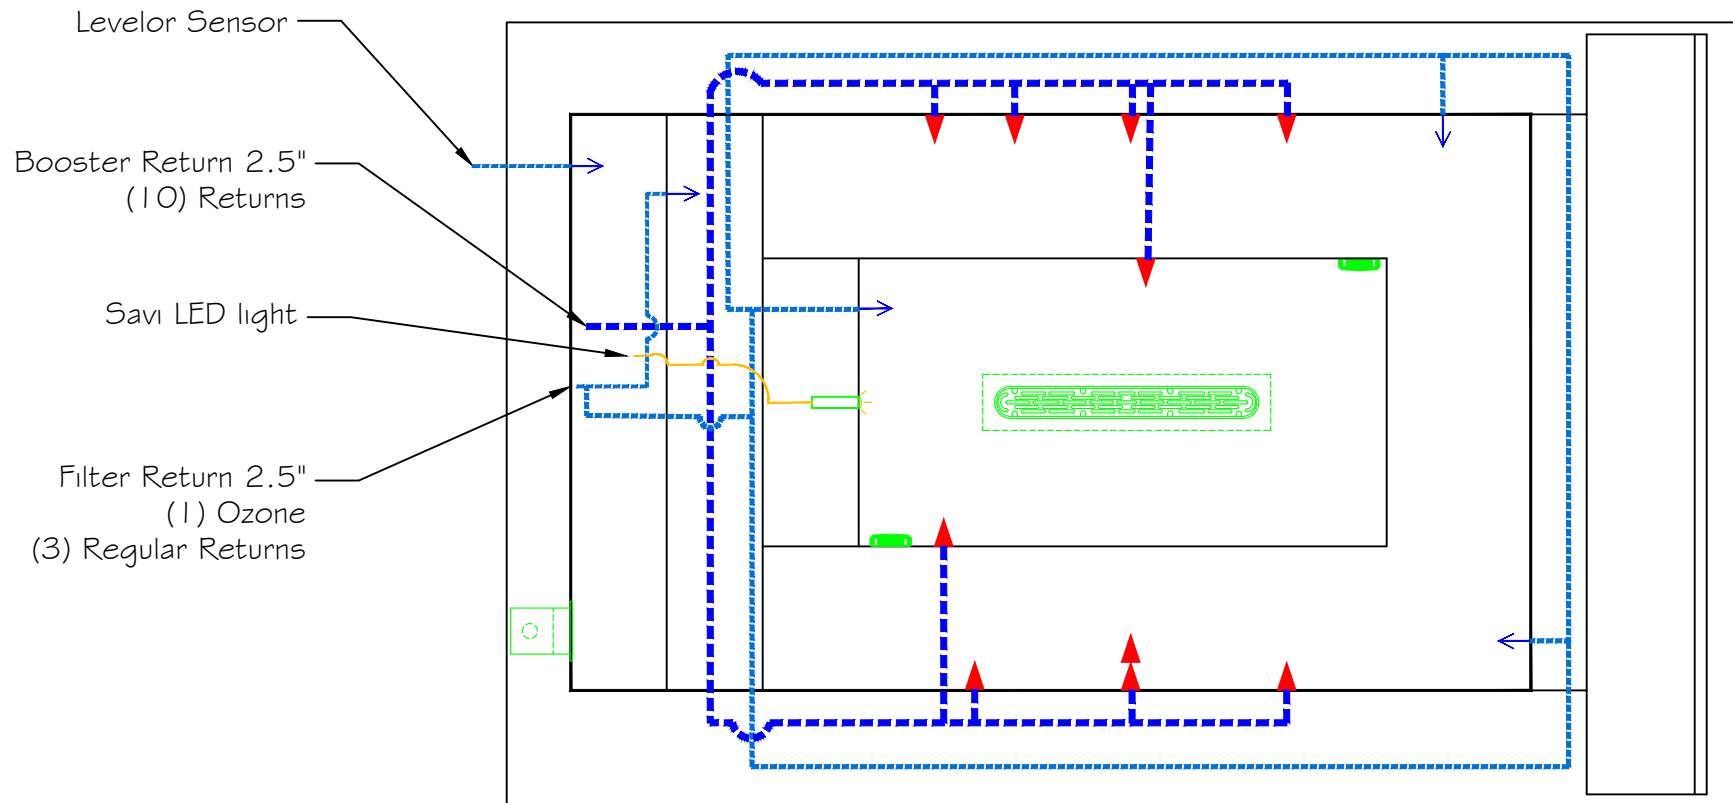 Levelor Sensor
Booster Return 2.5"
(10) Returns
Savi LED light
Filter Return 2.5"
(1) Ozone
(3) Regular Returns